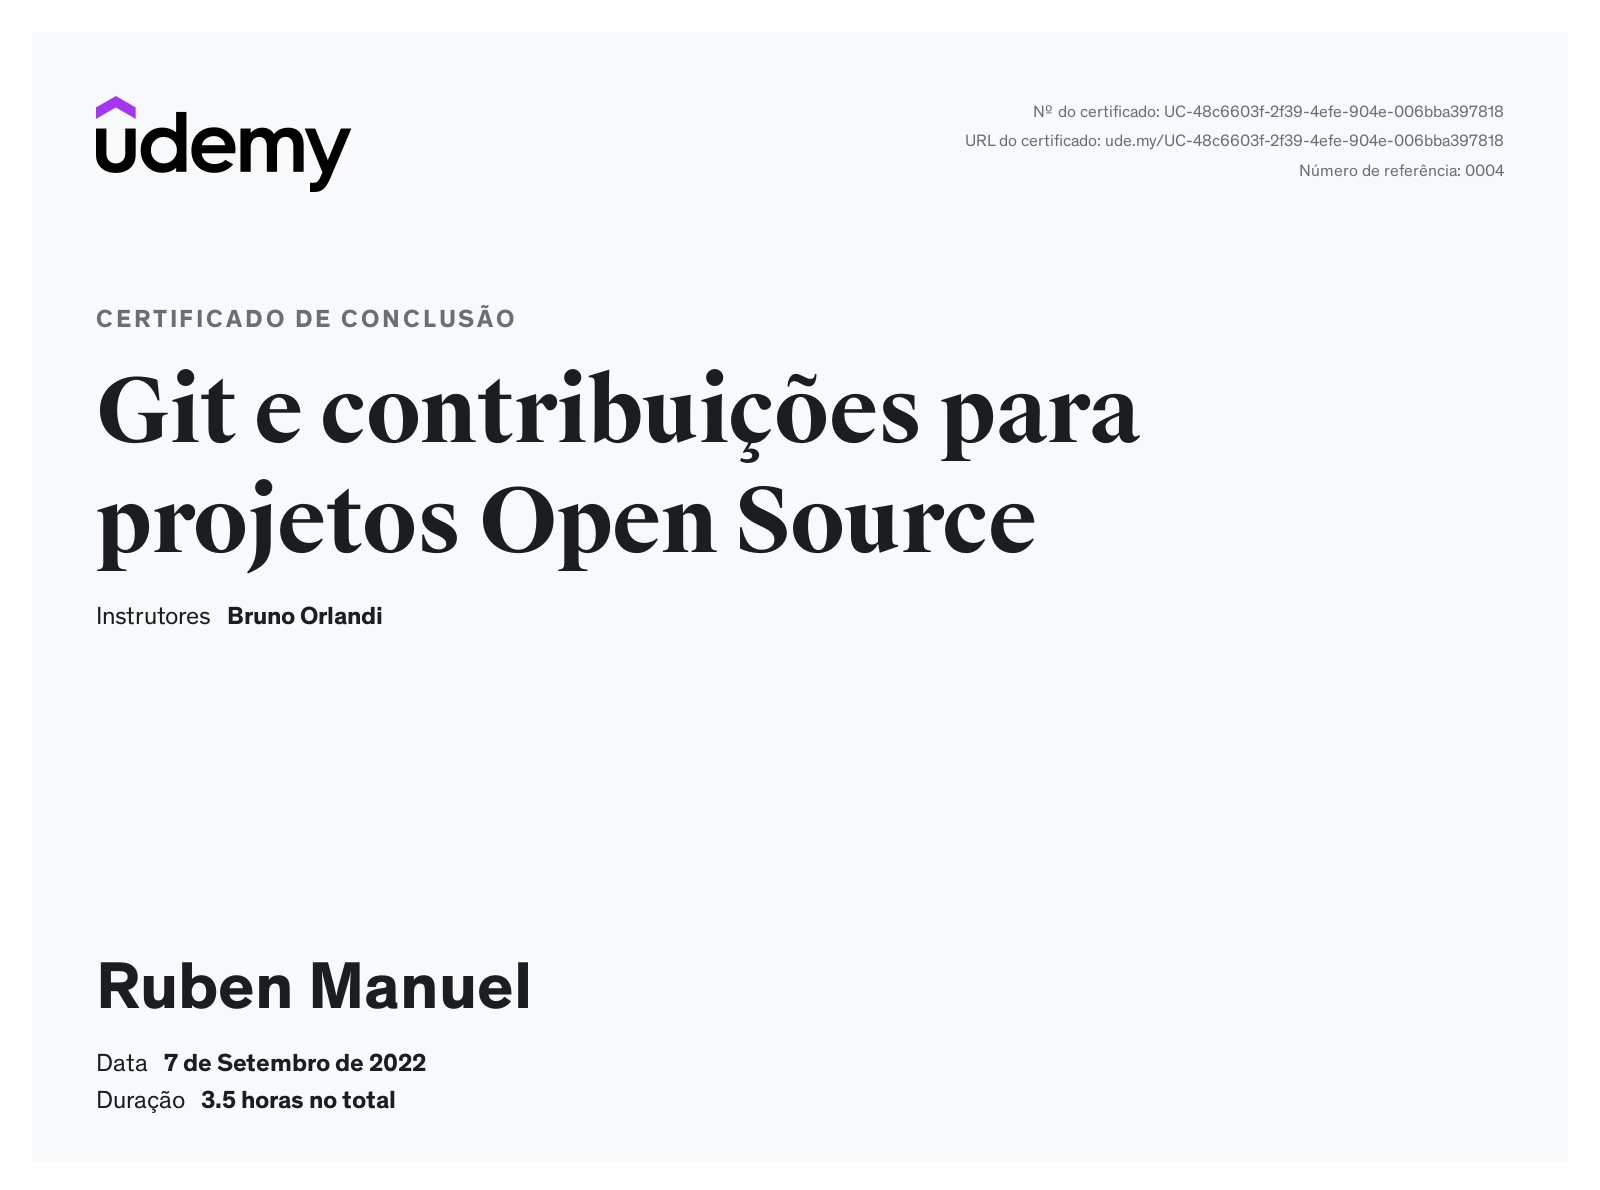 udemy
Nº do certificado: UC-48c6603f-2f39-4efe-904e-006bba397818
URL do certificado: ude.my/UC-48c6603f-2f39-4efe-904e-006bba397818
Número de referência: 0004
CERTIFICADO DE CONCLUSÃO
Git e contribuições para
projetos Open Source
Instrutores Bruno Orlandi
Ruben Manuel
Data 7 de Setembro de 2022
Duração 3.5 horas no total